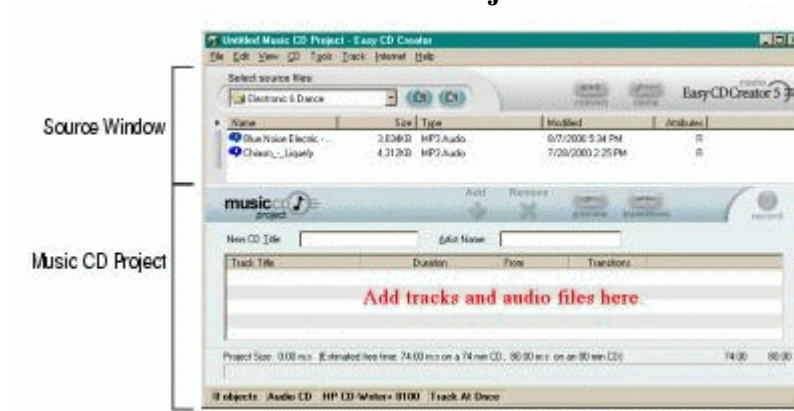 j
Untitled Music CD Project - Easy CD Creator
File Edit View CD Tools Track Internet Help
Select source files
Electronic & Dance
Easy CD Creator 5
Source Window
Name Size Type Modified Attributes
Blue Noise Electric -... 3,034KB MP3 Audio 8/7/2000 5:34 PM R
4,312KB MP3 Audio 7/28/2000 2:25 PM R
music cd project
Add Remove
preview transitions
record
New CD Title Artist Name
Music CD Project
Track Title Duration From Transitions
Add tracks and audio files here
Project Size: 0:00 m:s (Estimated free time: 74:00 m:s on a 74 min CD, 80:00 m:s on an 80 min CD) 74:00 80:00
0 objects Audio CD HP CD-Writer+ 8100 Track At Once